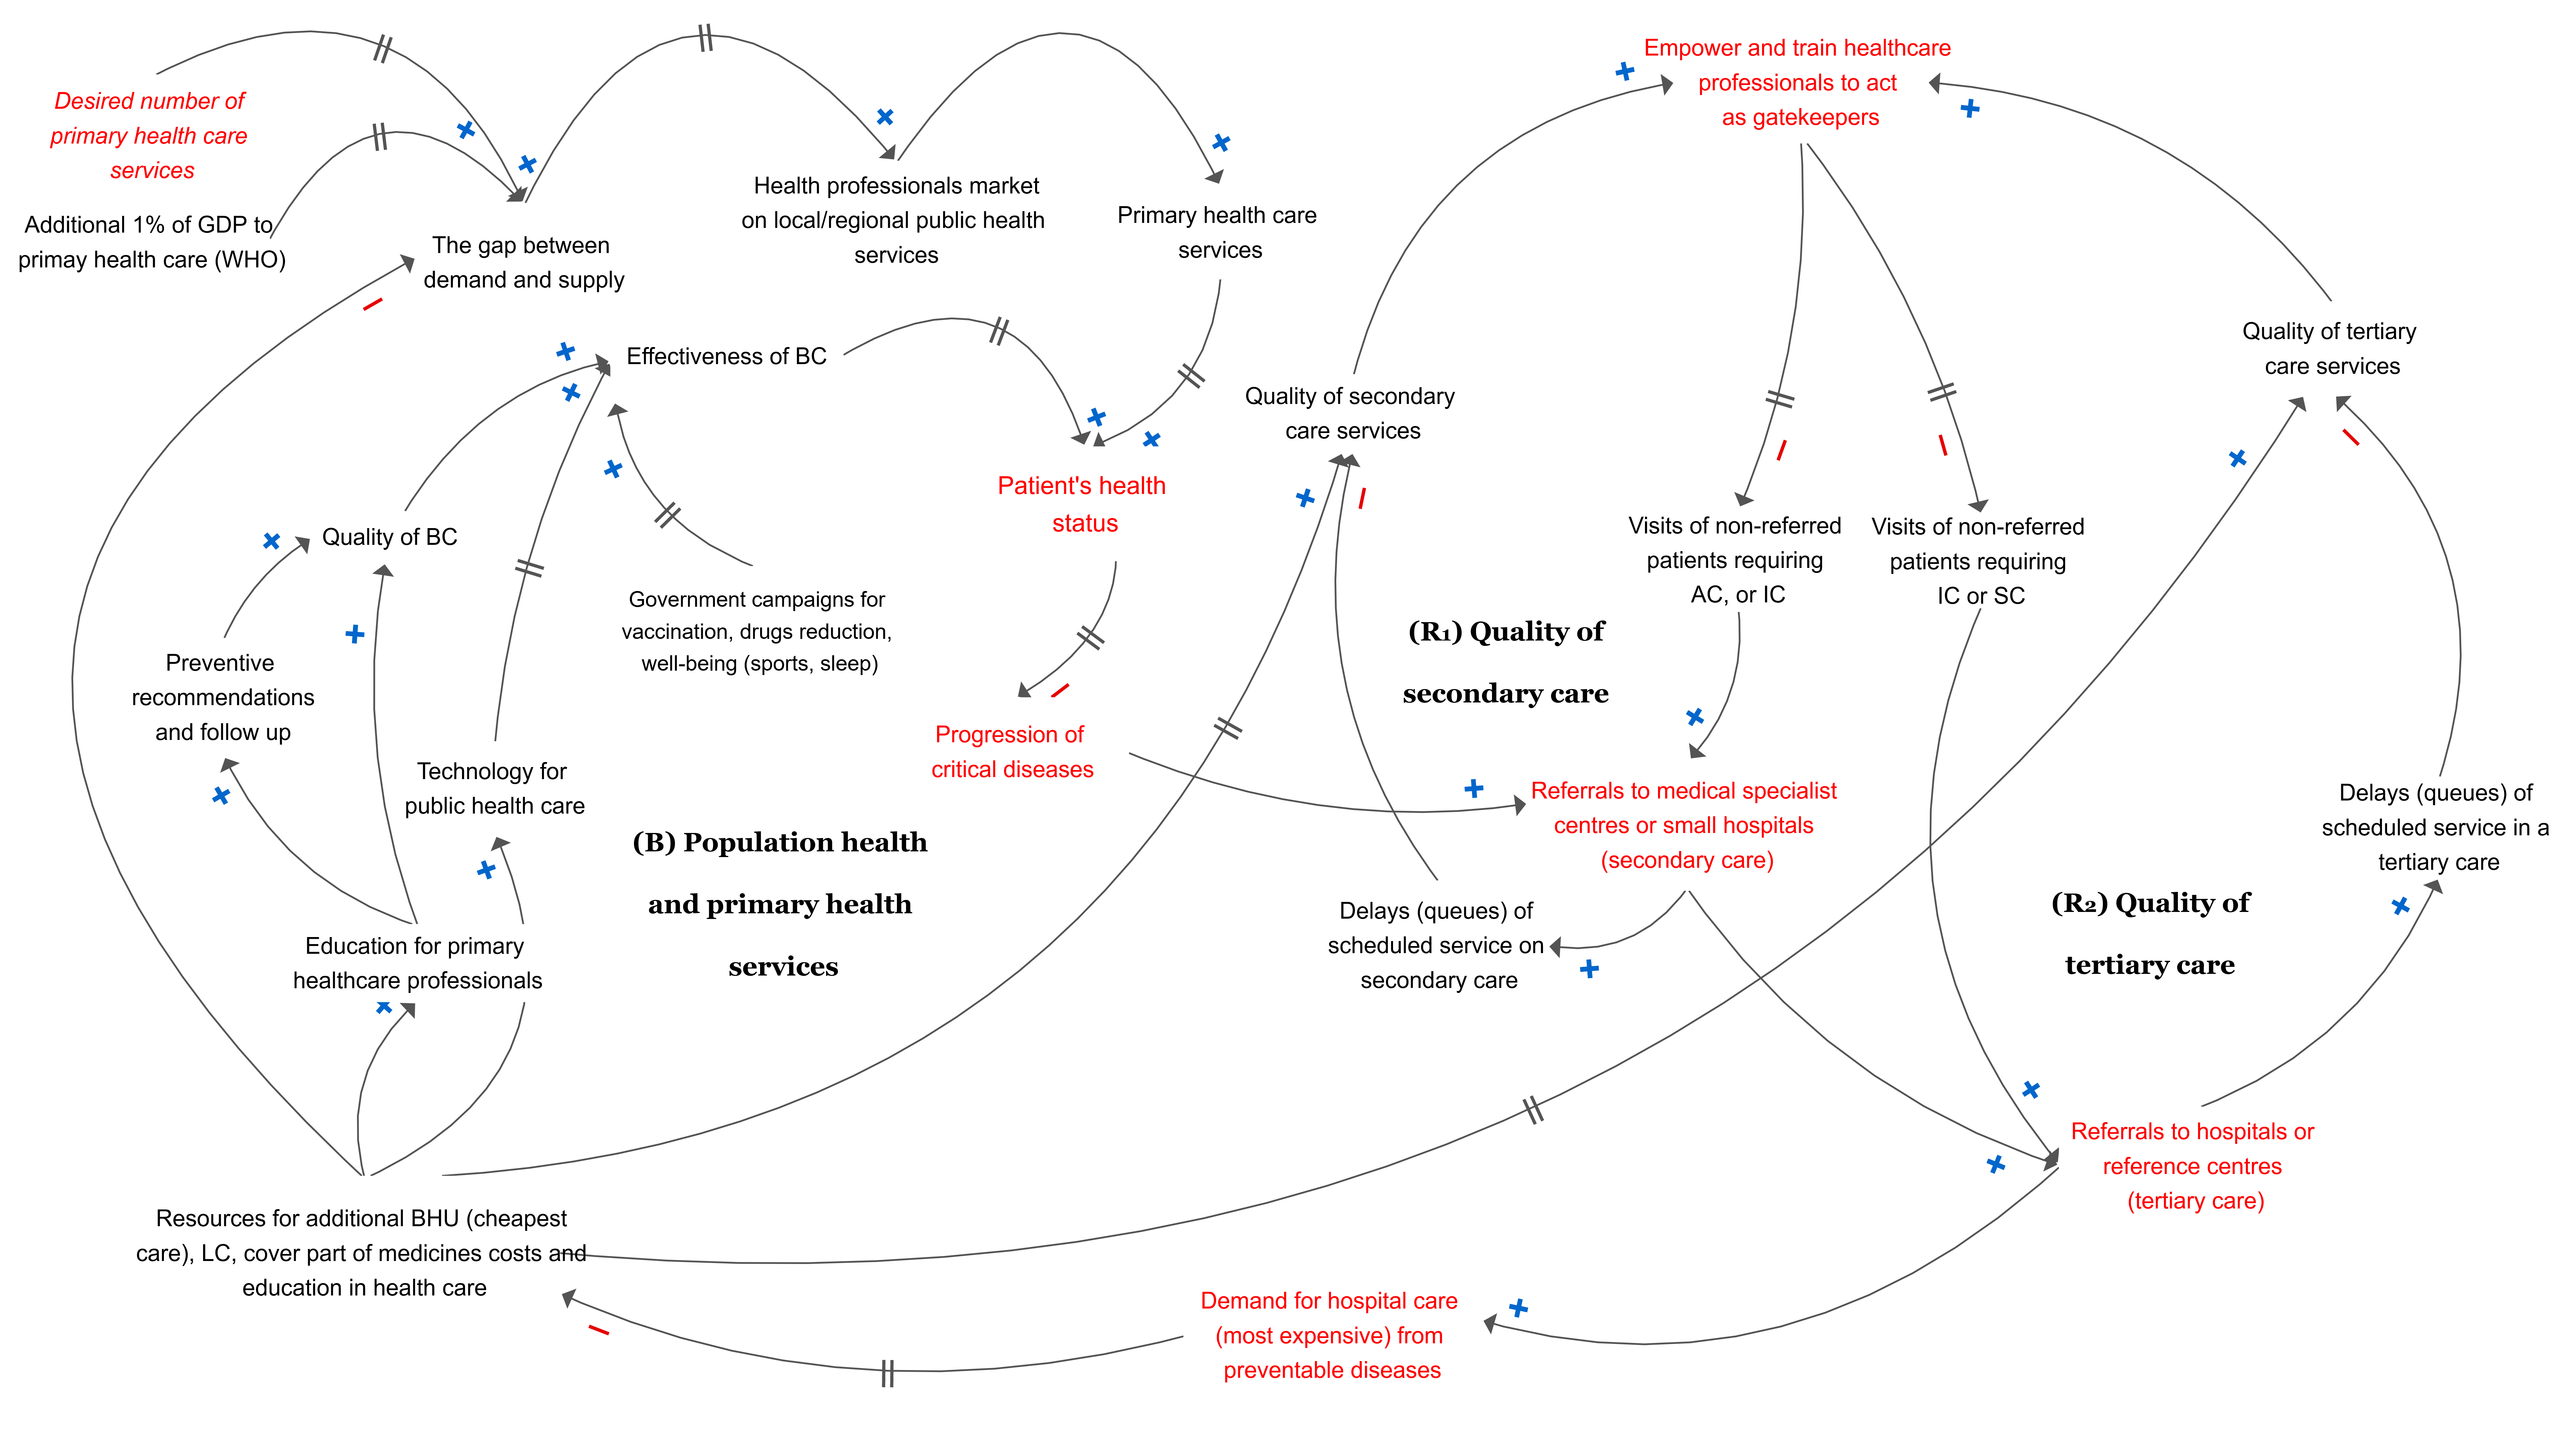 Desired number of
primary health care
services
Additional 1% of GDP to
primay health care (WHO)
The gap between
demand and supply
Health professionals market
on local/regional public health
services
Primary health care
services
Empower and train healthcare
professionals to act
as gatekeepers
Quality of tertiary
care services
Effectiveness of BC
Quality of secondary
care services
Patient's health
status
Quality of BC
Visits of non-referred
patients requiring
AC, or IC
Visits of non-referred
patients requiring
IC or SC
Government campaigns for
vaccination, drugs reduction,
well-being (sports, sleep)
(R1) Quality of
secondary care
Preventive
recommendations
and follow up
Progression of
critical diseases
Technology for
public health care
Referrals to medical specialist
centres or small hospitals
(secondary care)
Delays (queues) of
scheduled service in a
tertiary care
(B) Population health
and primary health
services
Delays (queues) of
scheduled service on
secondary care
(R2) Quality of
tertiary care
Education for primary
healthcare professionals
Referrals to hospitals or
reference centres
(tertiary care)
Resources for additional BHU (cheapest
care), LC, cover part of medicines costs and
education in health care
Demand for hospital care
(most expensive) from
preventable diseases